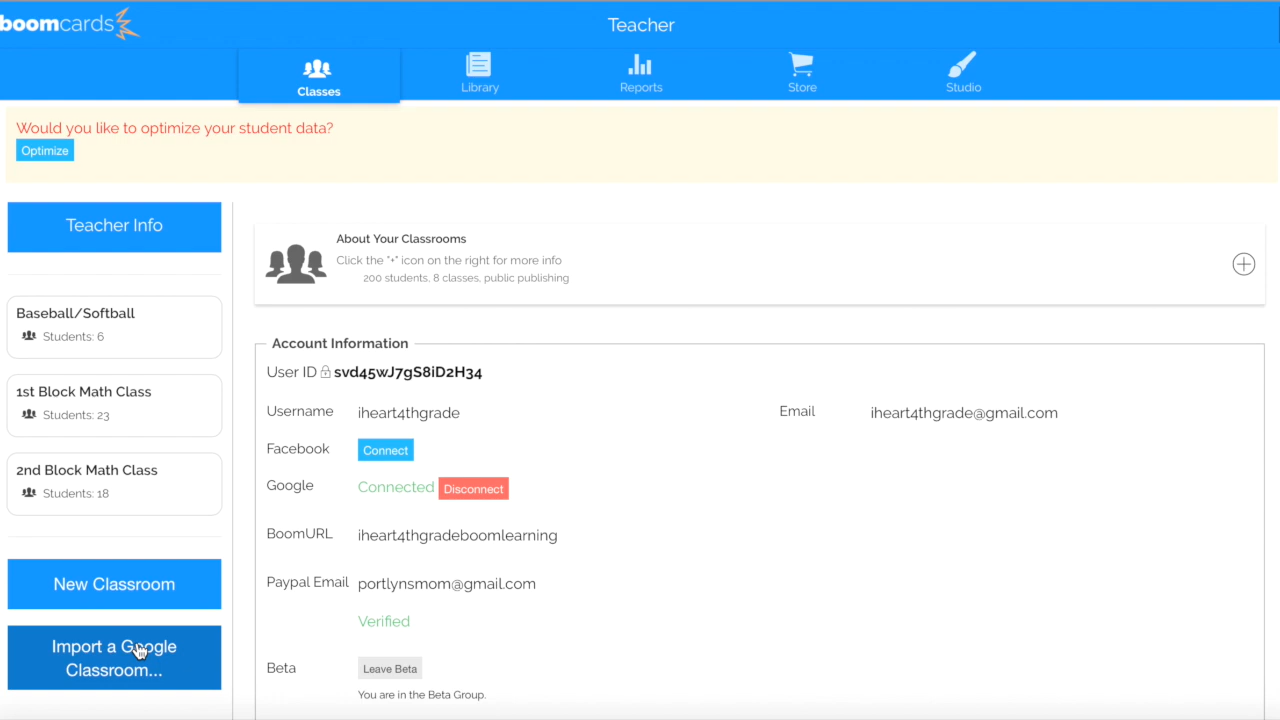 boomcards
Teacher
Classes
Library
Reports
Store
Studio
Would you like to optimize your student data?
Optimize
Teacher Info
Baseball/Softball
Students: 6
1st Block Math Class
Students: 23
2nd Block Math Class
Students: 18
New Classroom
Import a Google
Classroom...
About Your Classrooms
Click the "+" icon on the right for more info
200 students, 8 classes, public publishing
Account Information
User ID svd45wJ7gS8iD2H34
Username iheart4thgrade
Email iheart4thgrade@gmail.com
Facebook Connect
Google Connected Disconnect
BoomURL iheart4thgradeboomlearning
Paypal Email portlynsmom@gmail.com
Verified
Beta Leave Beta
You are in the Beta Group.